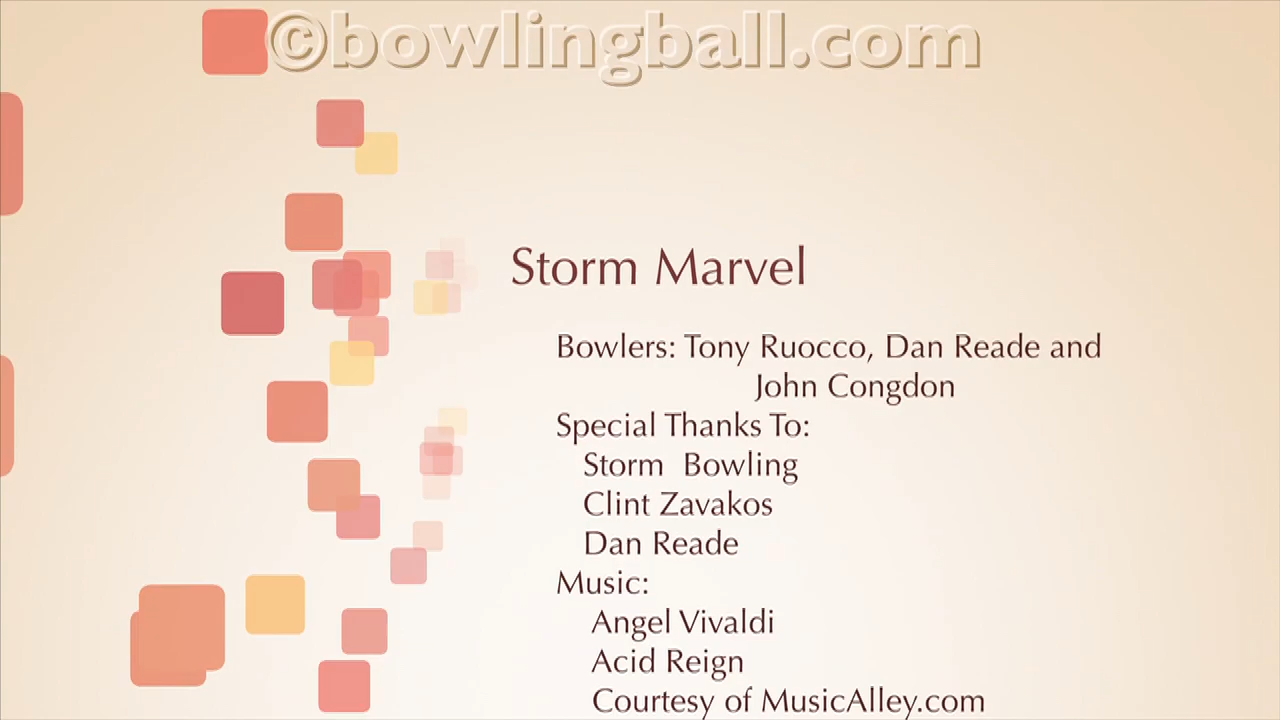 ©bowlingball.com
Storm Marvel
Bowlers: Tony Ruocco, Dan Reade and
John Congdon
Special Thanks To:
Storm Bowling
Clint Zavakos
Dan Reade
Music:
Angel Vivaldi
Acid Reign
Courtesy of MusicAlley.com